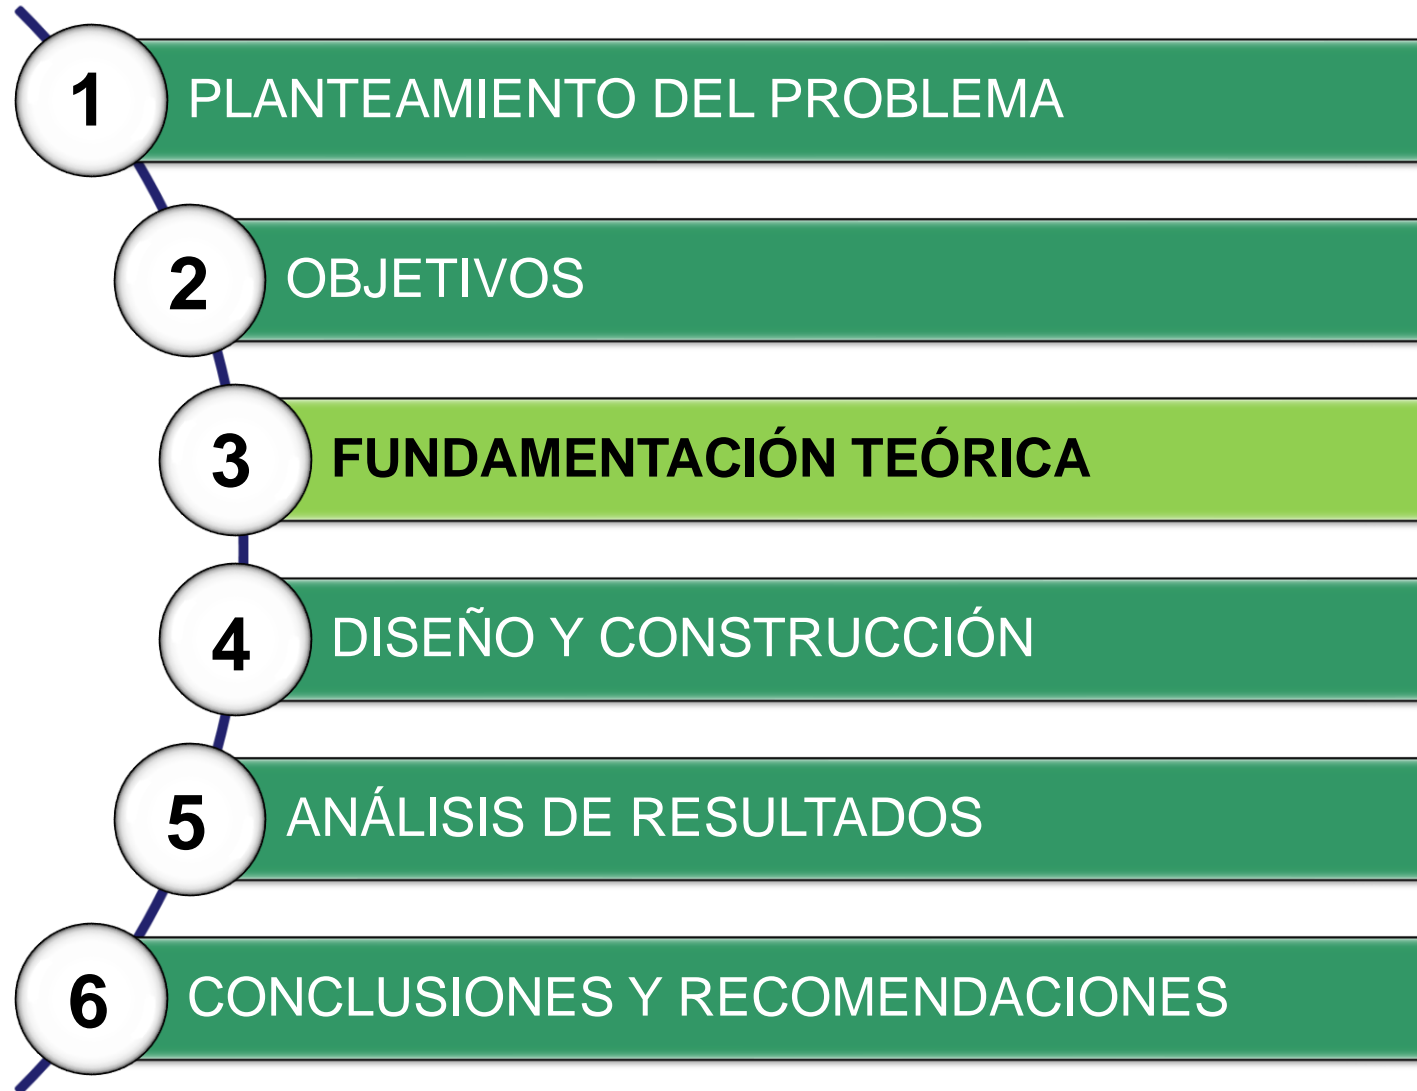 1 PLANTEAMIENTO DEL PROBLEMA
2 OBJETIVOS
3 FUNDAMENTACIÓN TEÓRICA
4 DISEÑO Y CONSTRUCCIÓN
5 ANÁLISIS DE RESULTADOS
6 CONCLUSIONES Y RECOMENDACIONES